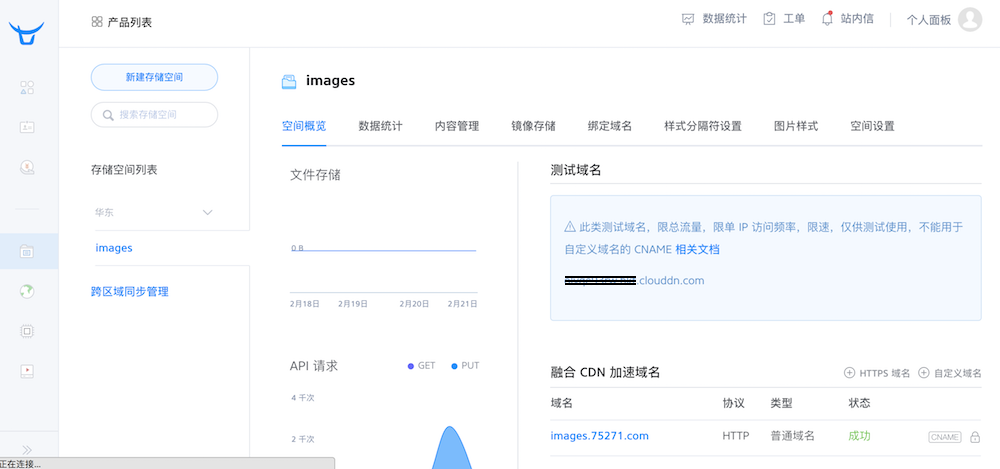 产品列表
数据统计
工单
站内信
个人面板
新建存储空间
搜索存储空间
存储空间列表
华东
images
跨区域同步管理
images
空间概览 数据统计 内容管理 镜像存储 绑定域名 样式分隔符设置 图片样式 空间设置
文件存储
0 B
2月18日 2月19日 2月20日 2月21日
API 请求
GET PUT
4 千次
2 千次
测试域名
此类测试域名，限总流量，限单 IP 访问频率，限速，仅供测试使用，不能用于
自定义域名的 CNAME 相关文档
.clouddn.com
融合 CDN 加速域名
HTTPS 域名 自定义域名
域名 协议 类型 状态
images.75271.com HTTP 普通域名 成功 CNAME
正在连接...